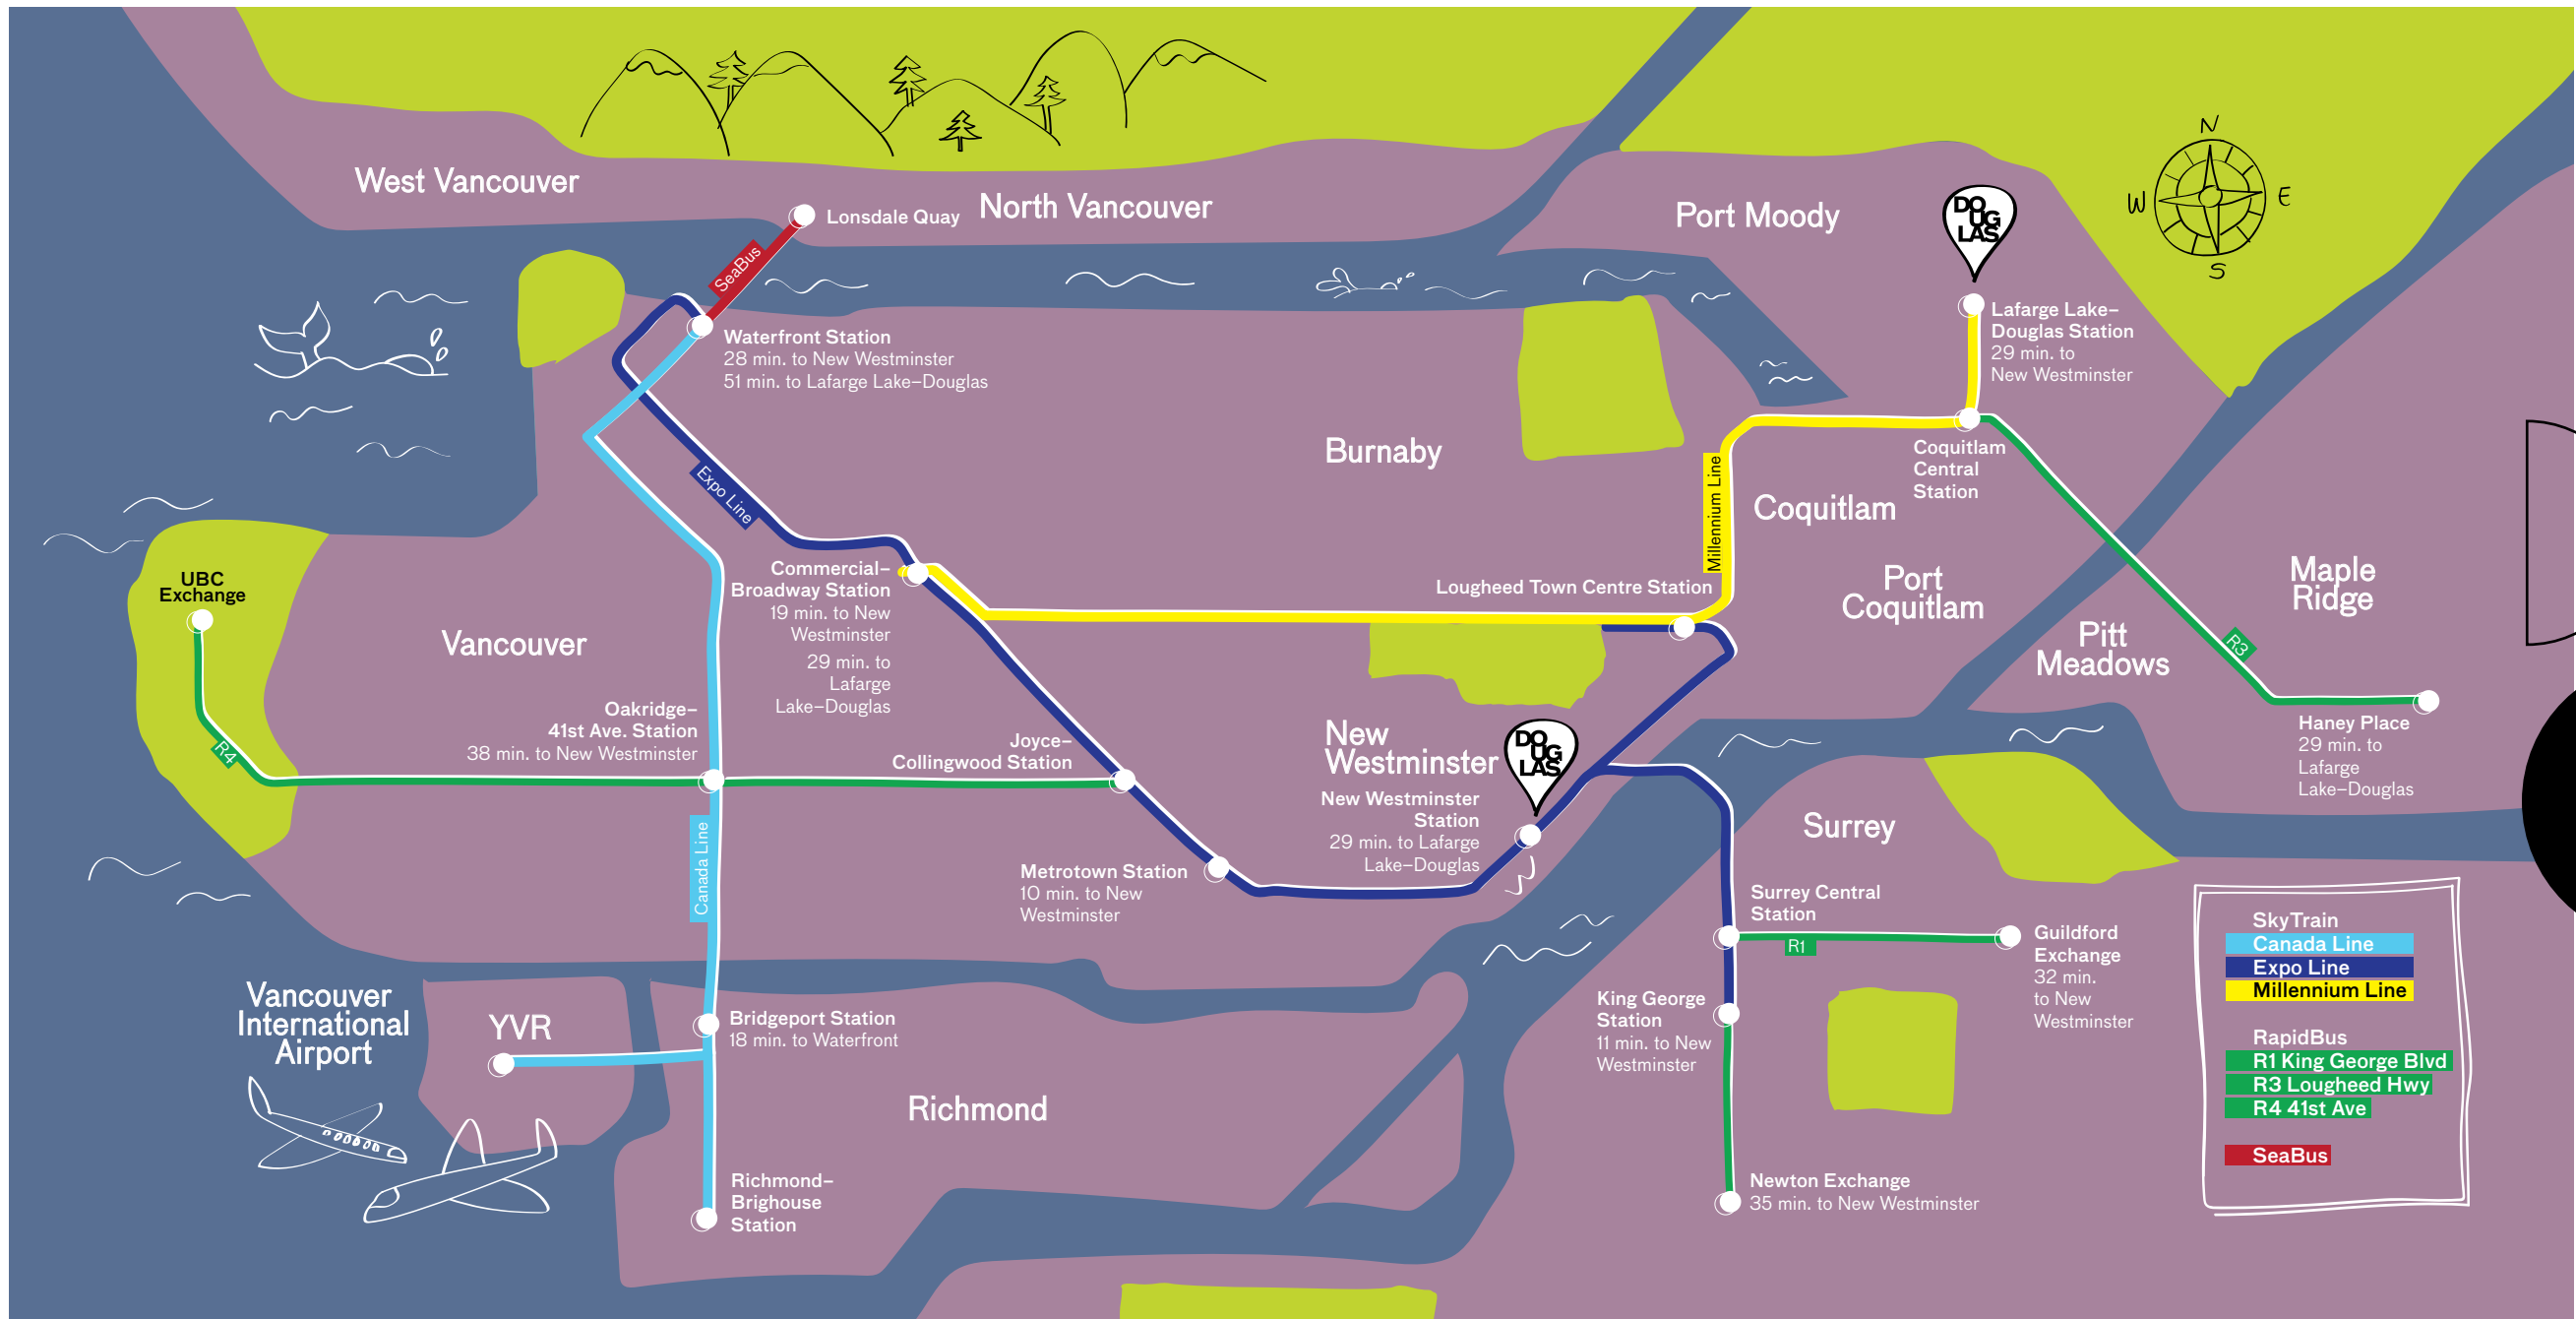 N
W
E
S
West Vancouver
North Vancouver
Lonsdale Quay
SeaBus
Port Moody
DO
UG
LAS
Waterfront Station
28 min. to New Westminster
51 min. to Lafarge Lake–Douglas
Lafarge Lake–
Douglas Station
29 min. to
New Westminster
Expo Line
Burnaby
Coquitlam
Central
Station
Millennium Line
Coquitlam
Port
Coquitlam
Lougheed Town Centre Station
Commercial–
Broadway Station
19 min. to New
Westminster
29 min. to
Lafarge
Lake–Douglas
UBC
Exchange
R4
Vancouver
Oakridge–
41st Ave. Station
38 min. to New Westminster
Joyce–
Collingwood Station
Maple
Ridge
Pitt
Meadows
R3
Haney Place
29 min. to
Lafarge
Lake–Douglas
New
Westminster
DO
UG
LAS
New Westminster
Station
29 min. to Lafarge
Lake–Douglas
Surrey
Canada Line
Metrotown Station
10 min. to New
Westminster
Surrey Central
Station
R1
Guildford
Exchange
32 min.
to New
Westminster
King George
Station
11 min. to New
Westminster
Newton Exchange
35 min. to New Westminster
Vancouver
International
Airport
YVR
Bridgeport Station
18 min. to Waterfront
Richmond
Richmond–
Brighouse
Station
SkyTrain
Canada Line
Expo Line
Millennium Line
RapidBus
R1 King George Blvd
R3 Lougheed Hwy
R4 41st Ave
SeaBus